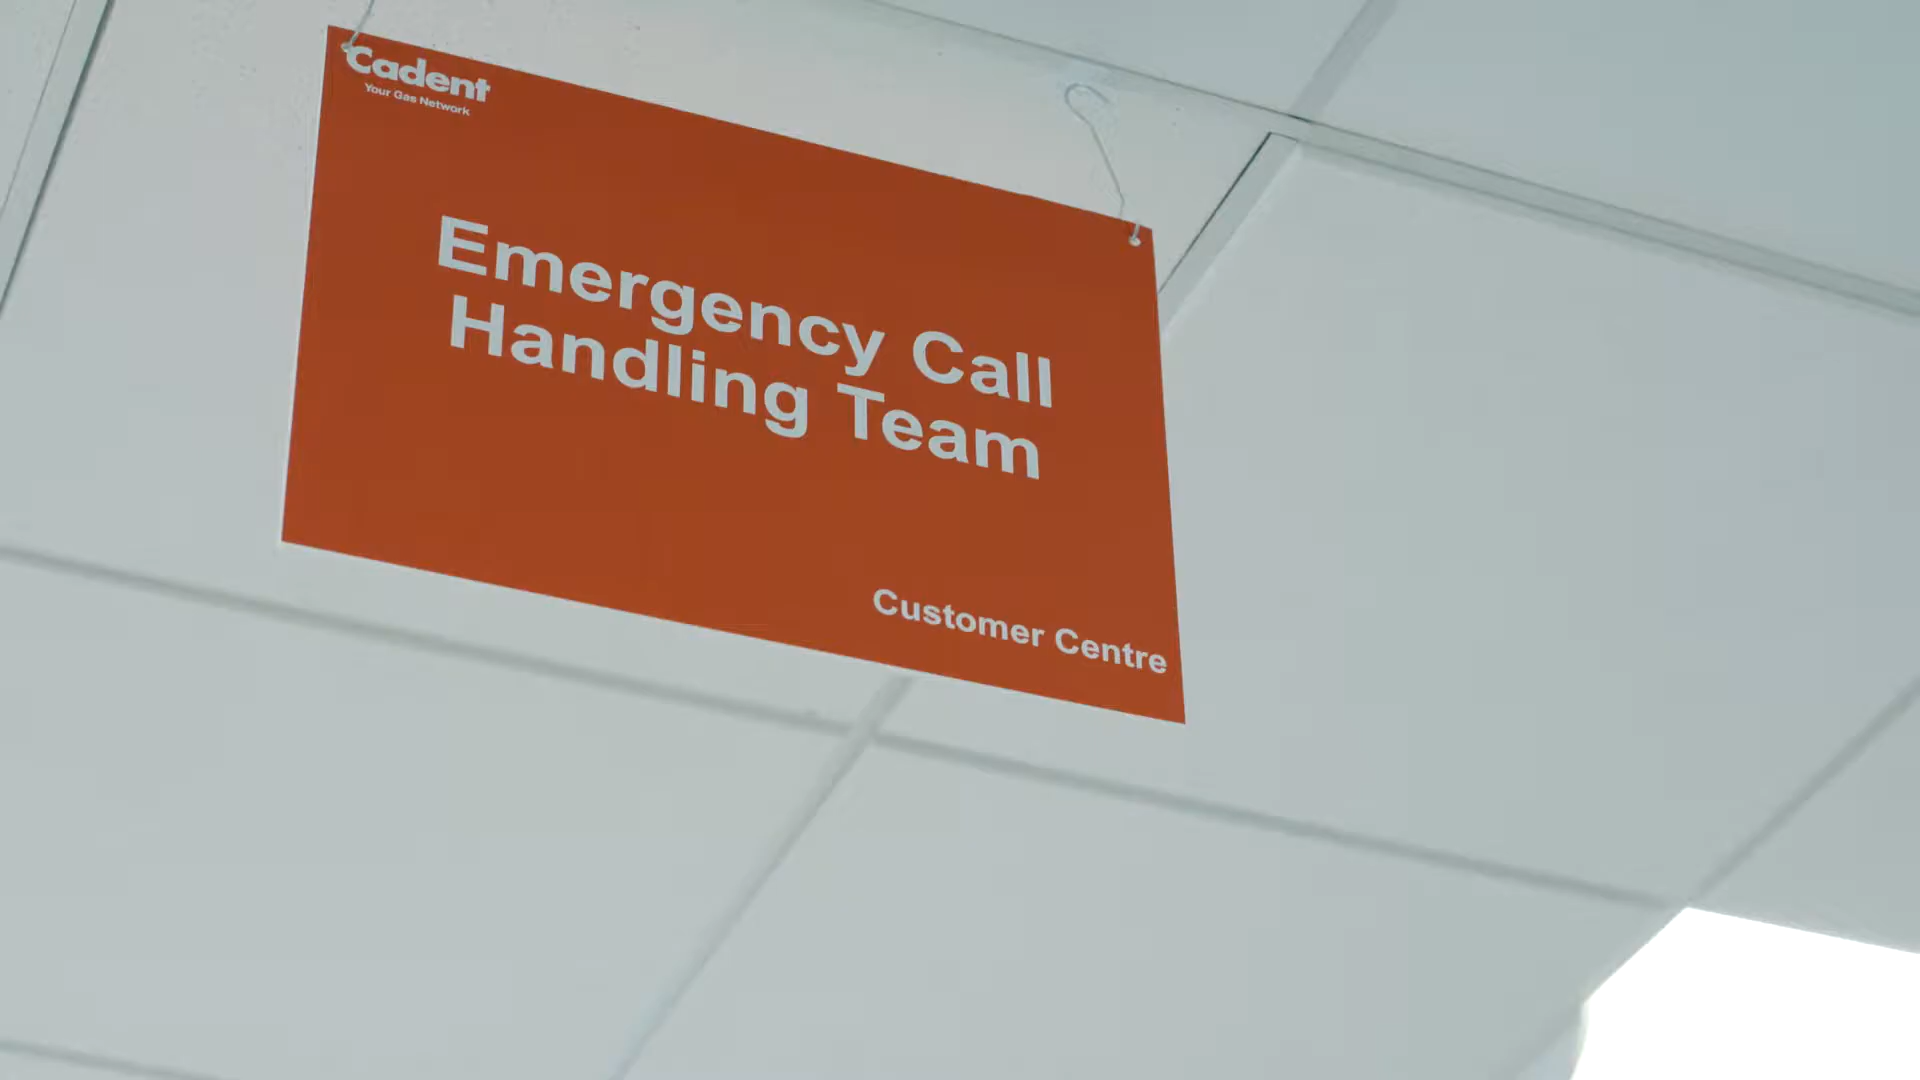 Cadent
Your Gas Network
Emergency Call
Handling Team
Customer Centre